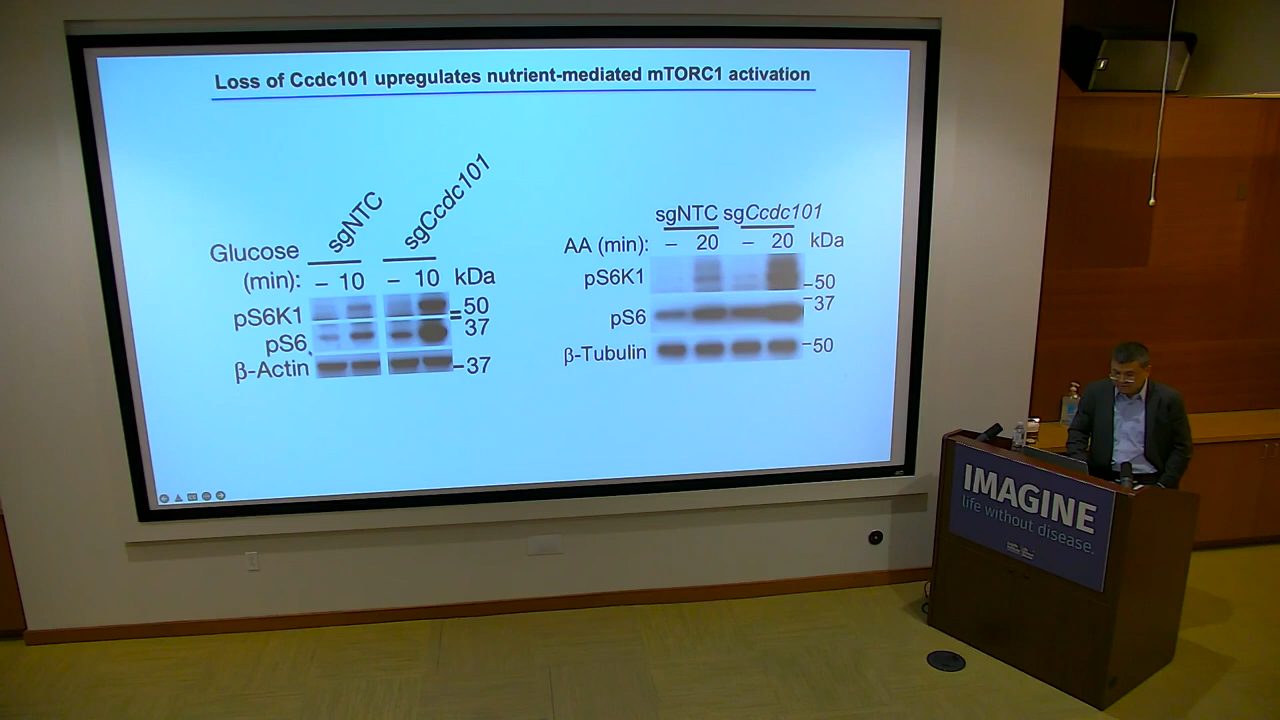 Loss of Ccdc101 upregulates nutrient-mediated mTORC1 activation
sgNTC sgCcdc101
Glucose
(min): – 10 – 10 kDa
pS6K1 50
pS6 37
β-Actin –37
sgNTC sgCcdc101
AA (min): – 20 – 20 kDa
pS6K1 –50
–37
pS6
β-Tubulin –50
IMAGINE
life without disease.